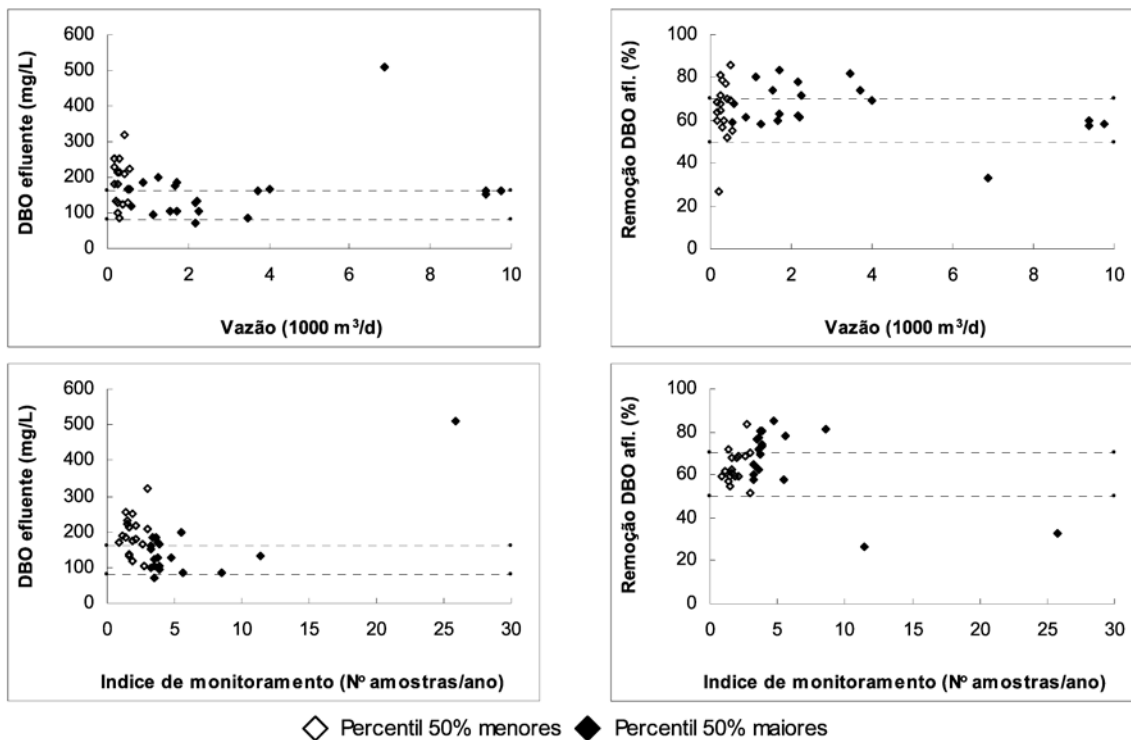 DBO efluente (mg/L)
600
500
400
300
200
100
0
0 2 4 6 8 10
Vazão (1000 m³/d)
Remoção DBO afl. (%)
100
80
60
40
20
0
0 2 4 6 8 10
Vazão (1000 m³/d)
DBO efluente (mg/L)
600
500
400
300
200
100
0
0 5 10 15 20 25 30
Indice de monitoramento (Nº amostras/ano)
Remoção DBO afl. (%)
100
80
60
40
20
0
0 5 10 15 20 25 30
Indice de monitoramento (Nº amostras/ano)
Percentil 50% menores Percentil 50% maiores